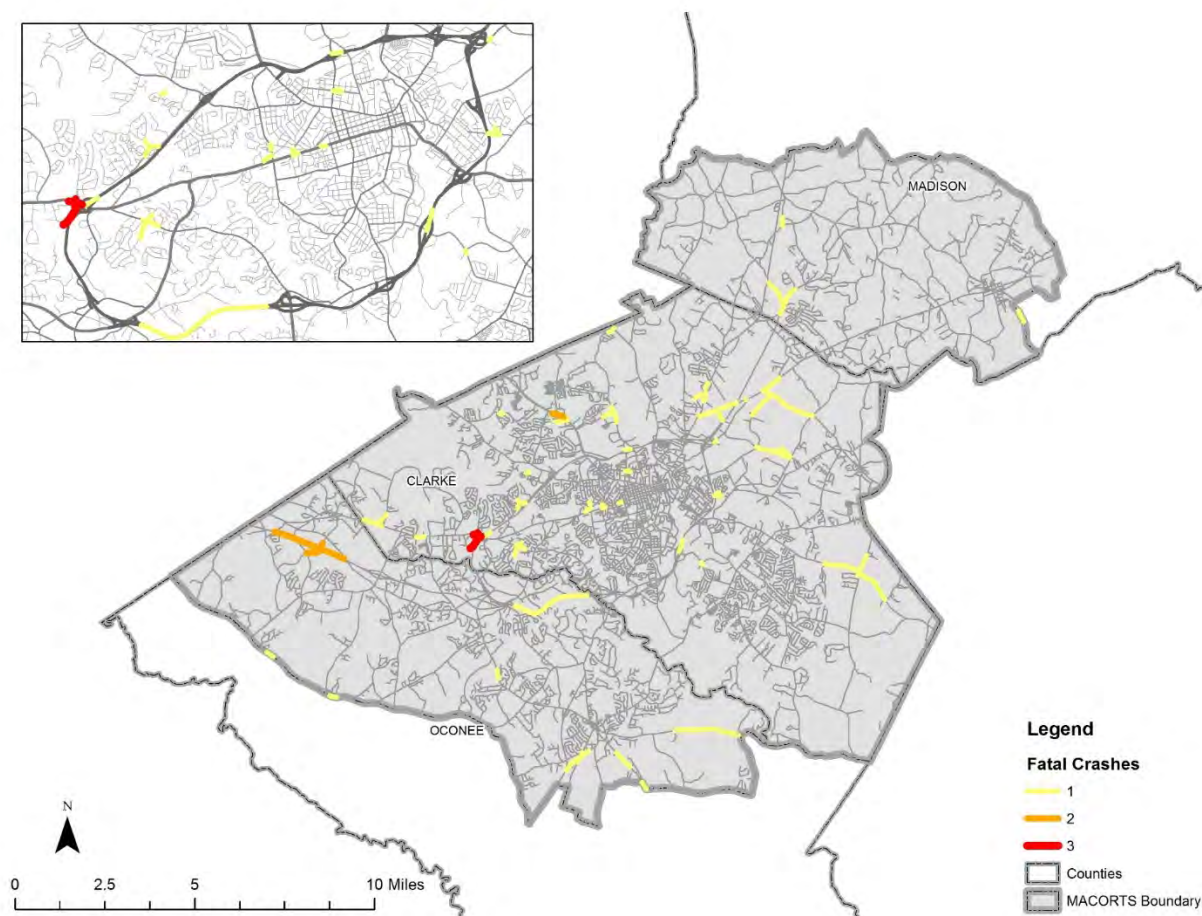 MADISON
CLARKE
OCONEE
N
0 2.5 5 10 Miles
Legend
Fatal Crashes
1
2
3
Counties
MACORTS Boundary